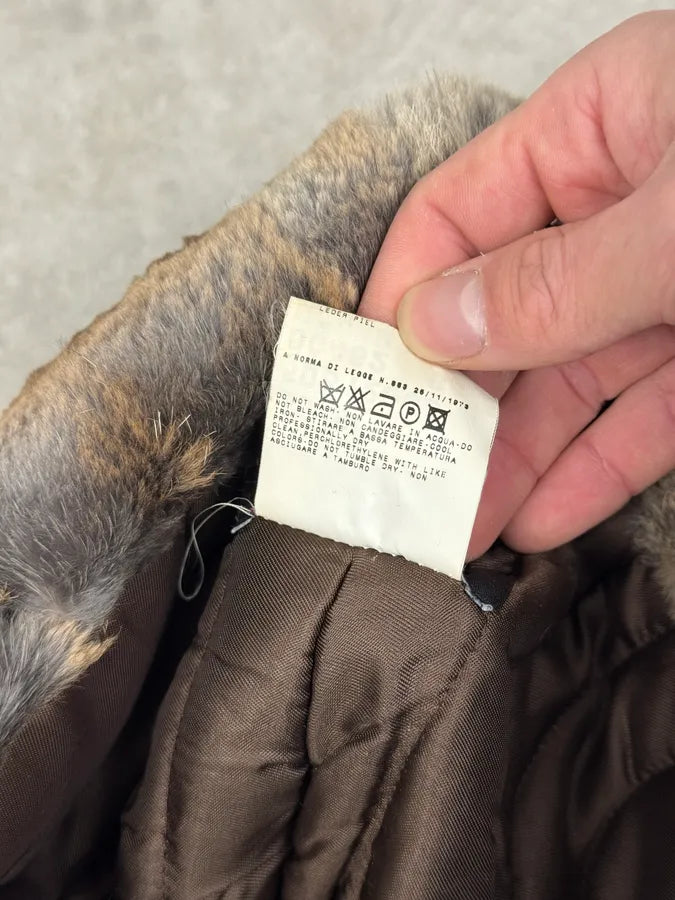 LEDER PIEL
A NORMA DI LEGGE N.883 26/11/1973
P
DO NOT WASH- NON LAVARE IN ACQUA-DO
NOT BLEACH- NON CANDEGGIARE-COOL
IRON- STIRARE A BASSA TEMPERATURA
PROFESSIONALLY DRY
CLEAN,PERCHLORETHYLENE WITH LIKE
COLORS-DO NOT TUMBLE DRY- NON
ASCIUGARE A TAMBURO